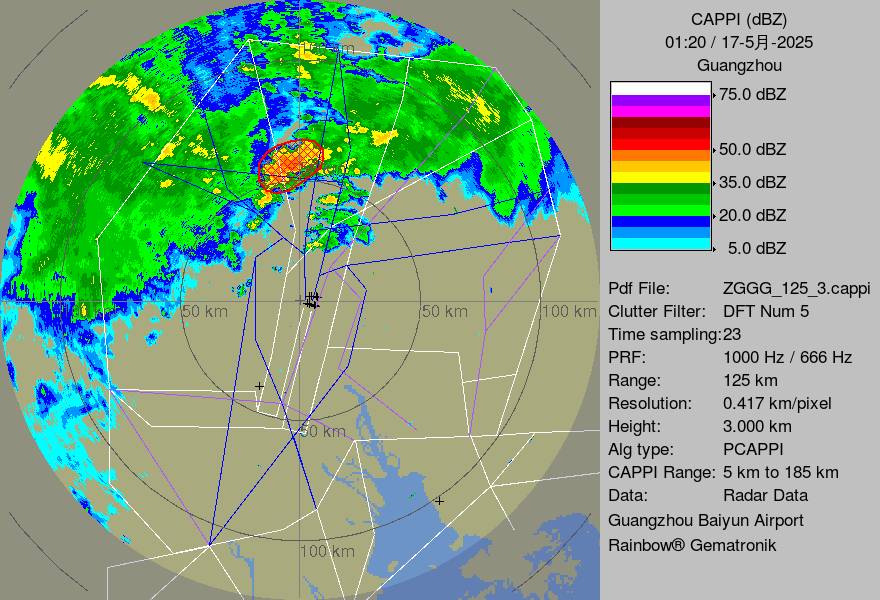 CAPPI (dBZ)
01:20 / 17-5月-2025
Guangzhou
75.0 dBZ
50.0 dBZ
35.0 dBZ
20.0 dBZ
5.0 dBZ
100 km
50 km
50 km
100 km
50 km
100 km
Pdf File: ZGGG_125_3.cappi
Clutter Filter: DFT Num 5
Time sampling:23
PRF: 1000 Hz / 666 Hz
Range: 125 km
Resolution: 0.417 km/pixel
Height: 3.000 km
Alg type: PCAPPI
CAPPI Range: 5 km to 185 km
Data: Radar Data
Guangzhou Baiyun Airport
Rainbow® Gematronik